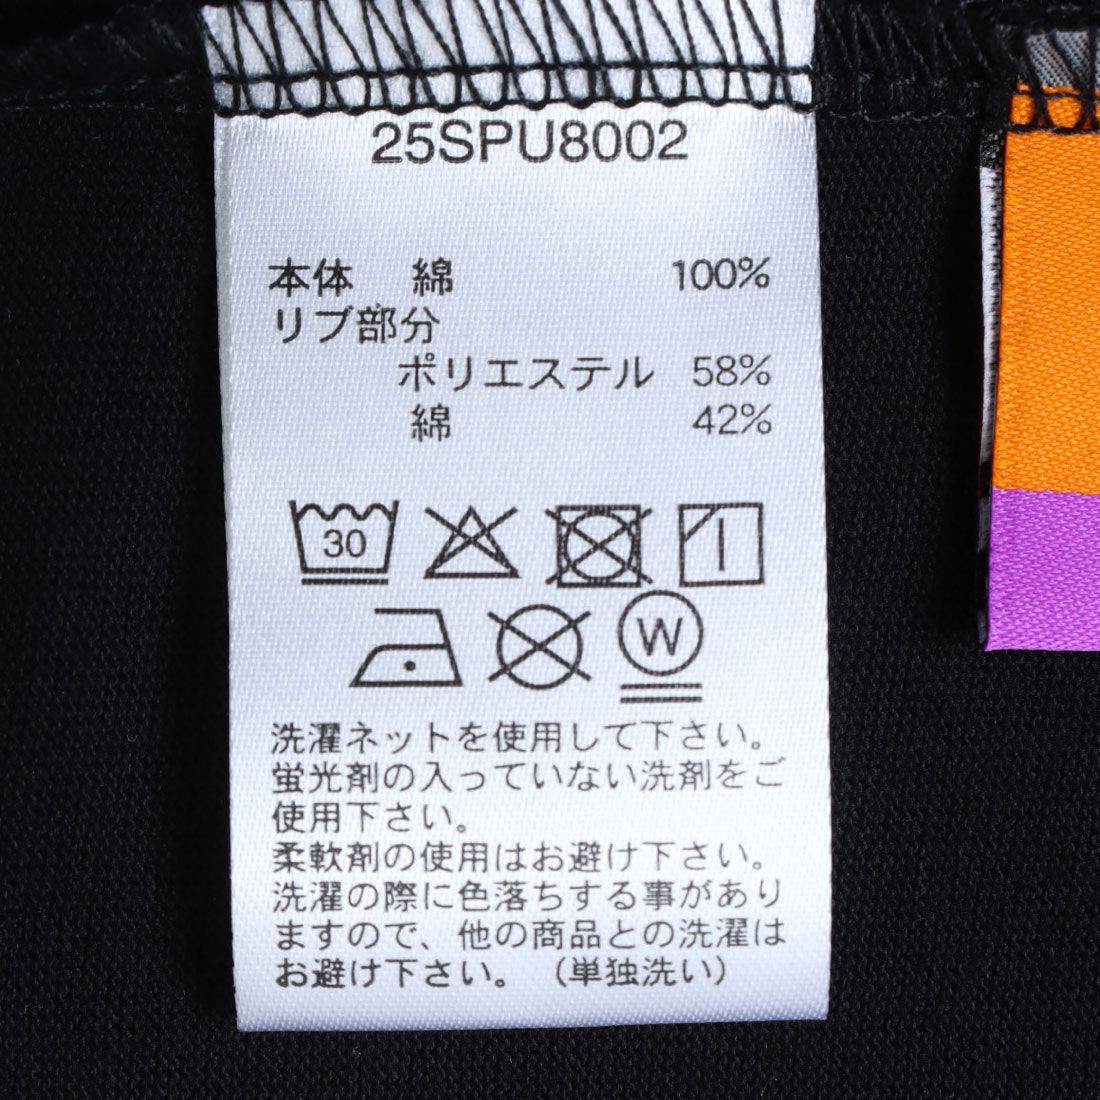 25SPU8002
本体 綿 100%
リブ部分
ポリエステル 58%
綿 42%
30
W
洗濯ネットを使用して下さい。
蛍光剤の入っていない洗剤をご
使用下さい。
柔軟剤の使用はお避け下さい。
洗濯の際に色落ちする事があり
ますので、他の商品との洗濯は
お避け下さい。（単独洗い）